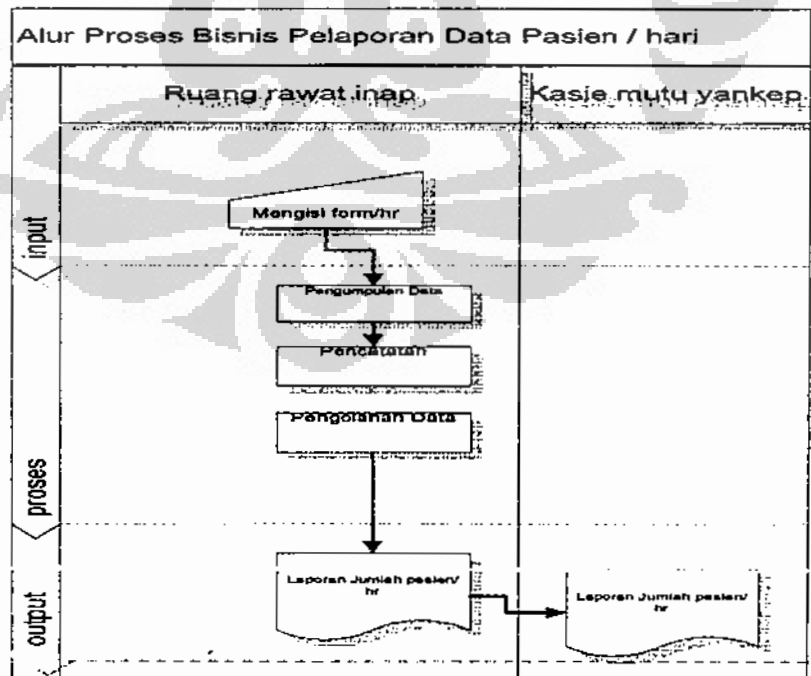 Alur Proses Bisnis Pelaporan Data Pasien / hari
Ruang rawat inap
Kasie mutu yankep
input
Mengisi form/hr
proses
Pengumpulan Data
Pencatatan
Pengolahan Data
output
Laporan Jumlah pasien/
hr
Laporan Jumlah pasien/
hr